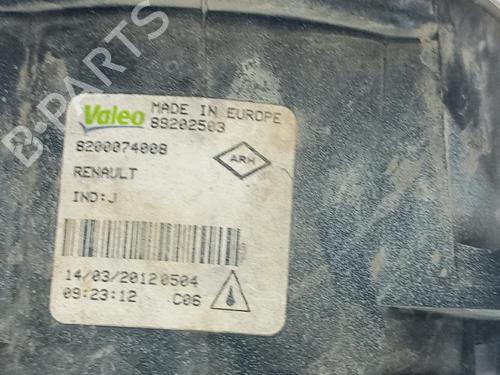 B-PARTS
Valeo MADE IN EUROPE
89202503
8200074008
ARH
RENAULT
IND:J
14/03/2012 0504
09:23:12 C06